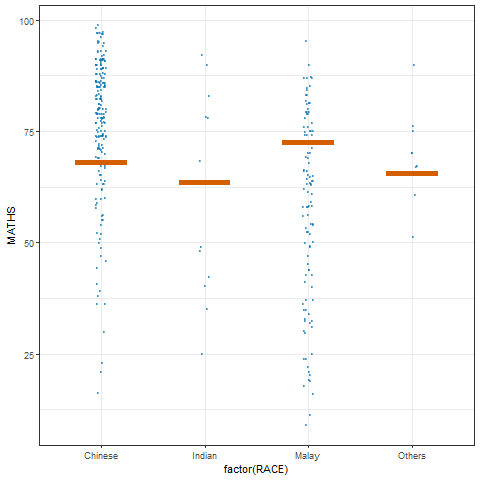 100
75
50
25
MATHS
Chinese
Indian
Malay
Others
factor(RACE)